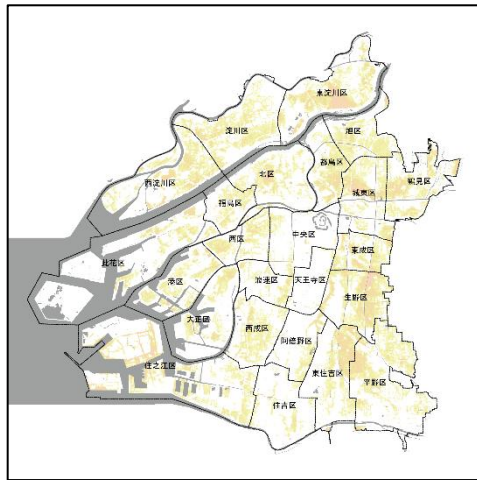 東淀川区
淀川区
旭区
都島区
北区
西淀川区
城東区
鶴見区
福島区
西区
中央区
東成区
此花区
港区
浪速区
天王寺区
生野区
大正区
西成区
阿倍野区
住之江区
東住吉区
平野区
住吉区